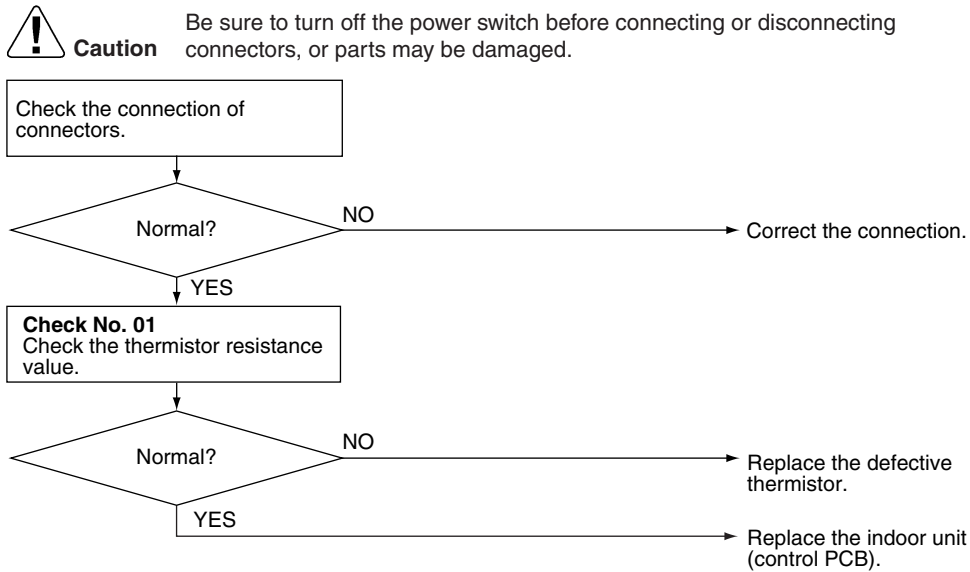 Caution
Be sure to turn off the power switch before connecting or disconnecting
connectors, or parts may be damaged.
Check the connection of
connectors.
Normal?
NO
Correct the connection.
YES
Check No. 01
Check the thermistor resistance
value.
Normal?
NO
Replace the defective
thermistor.
YES
Replace the indoor unit
(control PCB).